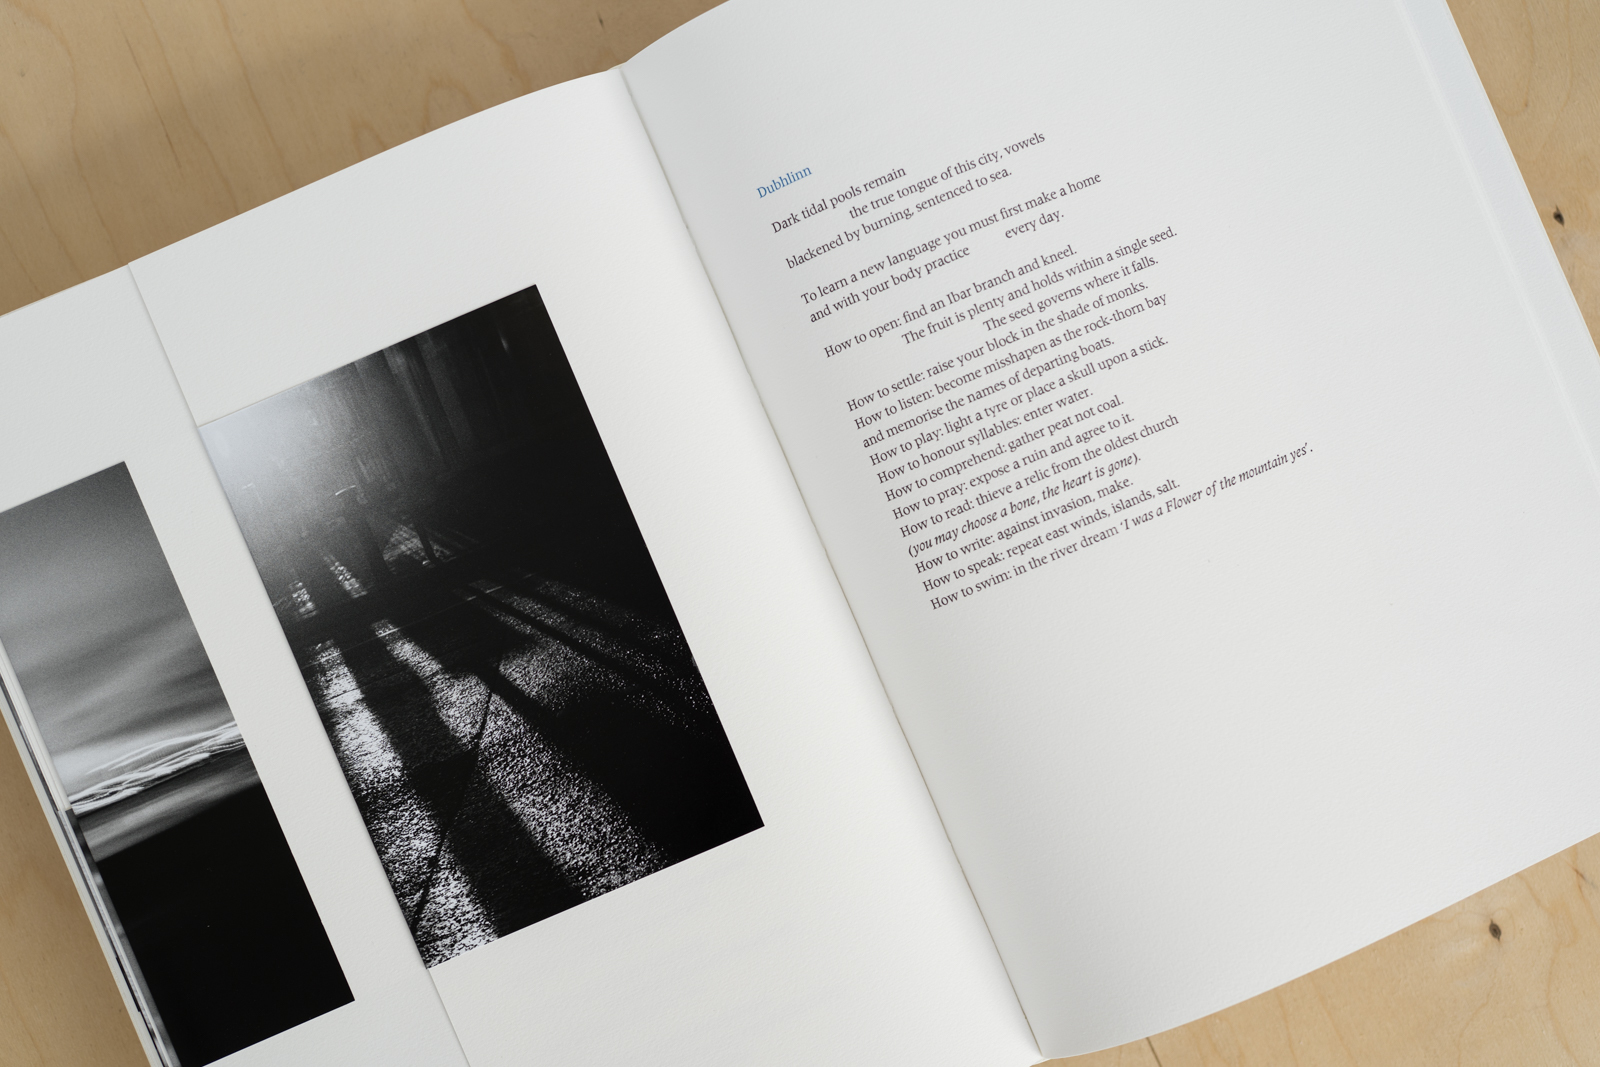 Dubhlinn
Dark tidal pools remain
the true tongue of this city, vowels
blackened by burning, sentenced to sea.
To learn a new language you must first make a home
and with your body practice every day.
How to open: find an Ibar branch and kneel.
The fruit is plenty and holds within a single seed.
The seed governs where it falls.
How to settle: raise your block in the shade of monks.
How to listen: become misshapen as the rock-thorn bay
and memorise the names of departing boats.
How to play: light a tyre or place a skull upon a stick.
How to honour syllables: enter water.
How to comprehend: gather peat not coal.
How to pray: expose a ruin and agree to it.
How to read: thieve a relic from the oldest church
(you may choose a bone, the heart is gone).
How to write: against invasion, make.
How to speak: repeat east winds, islands, salt.
How to swim: in the river dream ‘I was a Flower of the mountain yes’.